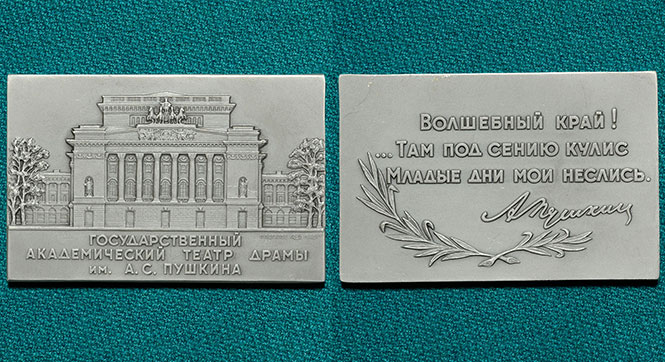 ГОСУДАРСТВЕННЫЙ
АКАДЕМИЧЕСКИЙ ТЕАТР ДРАМЫ
ИМ. А.С. ПУШКИНА
ВОЛШЕБНЫЙ КРАЙ!
...ТАМ ПОД СЕНИЮ КУЛИС
МЛАДЫЕ ДНИ МОИ НЕСЛИСЬ.
А Пушкин